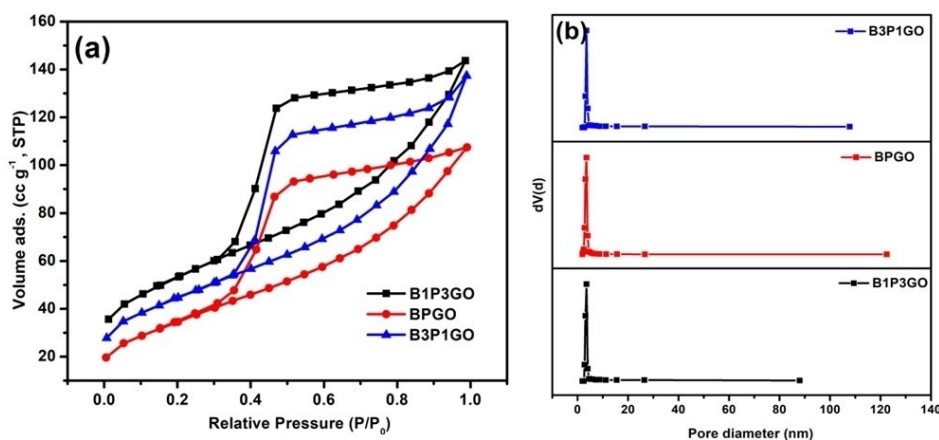 (a)
160
140
120
100
80
60
40
20
Volume ads. (cc g⁻¹, STP)
B1P3GO
BPGO
B3P1GO
0.0 0.2 0.4 0.6 0.8 1.0
Relative Pressure (P/P₀)
(b)
B3P1GO
BPGO
B1P3GO
dV(d)
0 20 40 60 80 100 120 140
Pore diameter (nm)